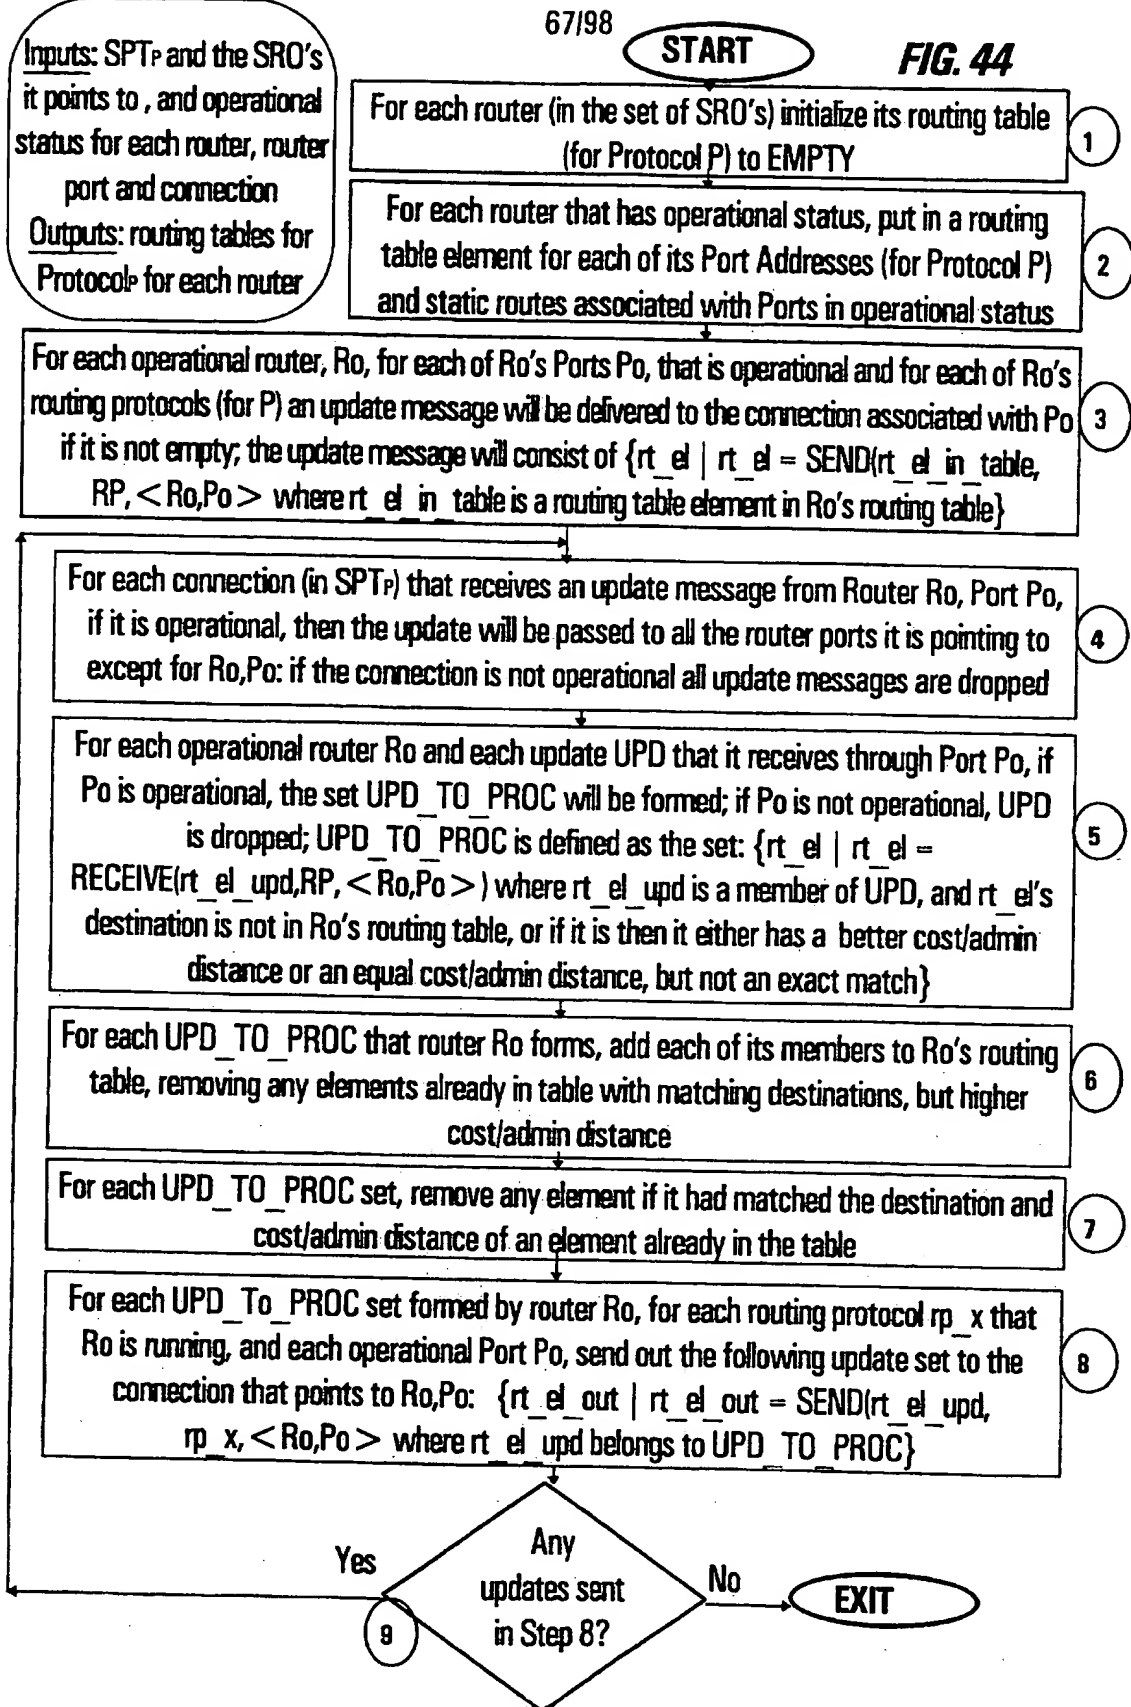 67/98
START
FIG. 44
Inputs: SPTP and the SRO's
it points to , and operational
status for each router, router
port and connection
Outputs: routing tables for
ProtocolP for each router
For each router (in the set of SRO's) initialize its routing table
(for Protocol P) to EMPTY
1
For each router that has operational status, put in a routing
table element for each of its Port Addresses (for Protocol P)
and static routes associated with Ports in operational status
2
For each operational router, Ro, for each of Ro's Ports Po, that is operational and for each of Ro's
routing protocols (for P) an update message will be delivered to the connection associated with Po
if it is not empty; the update message will consist of {rt_el | rt_el = SEND(rt_el_in_table,
RP, <Ro,Po> where rt_el_in_table is a routing table element in Ro's routing table}
3
For each connection (in SPTP) that receives an update message from Router Ro, Port Po,
if it is operational, then the update will be passed to all the router ports it is pointing to
except for Ro,Po: if the connection is not operational all update messages are dropped
4
For each operational router Ro and each update UPD that it receives through Port Po, if
Po is operational, the set UPD_TO_PROC will be formed; if Po is not operational, UPD
is dropped; UPD_TO_PROC is defined as the set: {rt_el | rt_el =
RECEIVE(rt_el_upd,RP, <Ro,Po>) where rt_el_upd is a member of UPD, and rt_el's
destination is not in Ro's routing table, or if it is then it either has a better cost/admin
distance or an equal cost/admin distance, but not an exact match}
5
For each UPD_TO_PROC that router Ro forms, add each of its members to Ro's routing
table, removing any elements already in table with matching destinations, but higher
cost/admin distance
6
For each UPD_TO_PROC set, remove any element if it had matched the destination and
cost/admin distance of an element already in the table
7
For each UPD_To_PROC set formed by router Ro, for each routing protocol rp_x that
Ro is running, and each operational Port Po, send out the following update set to the
connection that points to Ro,Po: {rt_el_out | rt_el_out = SEND(rt_el_upd,
rp_x, <Ro,Po> where rt_el_upd belongs to UPD_TO_PROC}
8
Any
updates sent
in Step 8?
Yes
No
EXIT
9